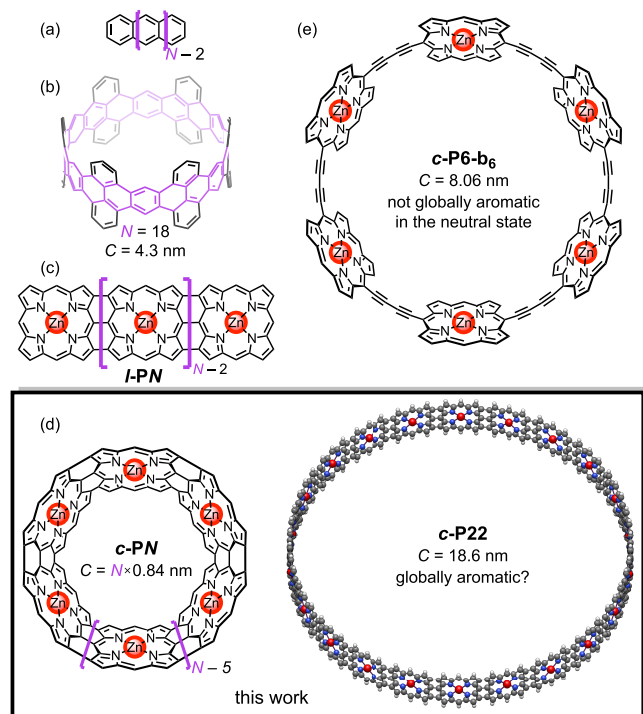 (a)
N – 2
(b)
N = 18
C = 4.3 nm
(c)
Zn
Zn
Zn
N
N
N
N
N
N
N
N
N
N
N
N
N – 2
l-PN
(e)
Zn
N
N
N
N
Zn
N
N
N
N
Zn
N
N
N
N
c-P6-b6
C = 8.06 nm
not globally aromatic
in the neutral state
Zn
N
N
N
N
Zn
N
N
N
N
Zn
N
N
N
N
(d)
Zn
N
N
N
N
Zn
N
N
N
N
Zn
N
N
N
N
c-PN
C = N×0.84 nm
Zn
N
N
N
N
Zn
N
N
N
N
Zn
N
N
N
N
N – 5
c-P22
C = 18.6 nm
globally aromatic?
this work